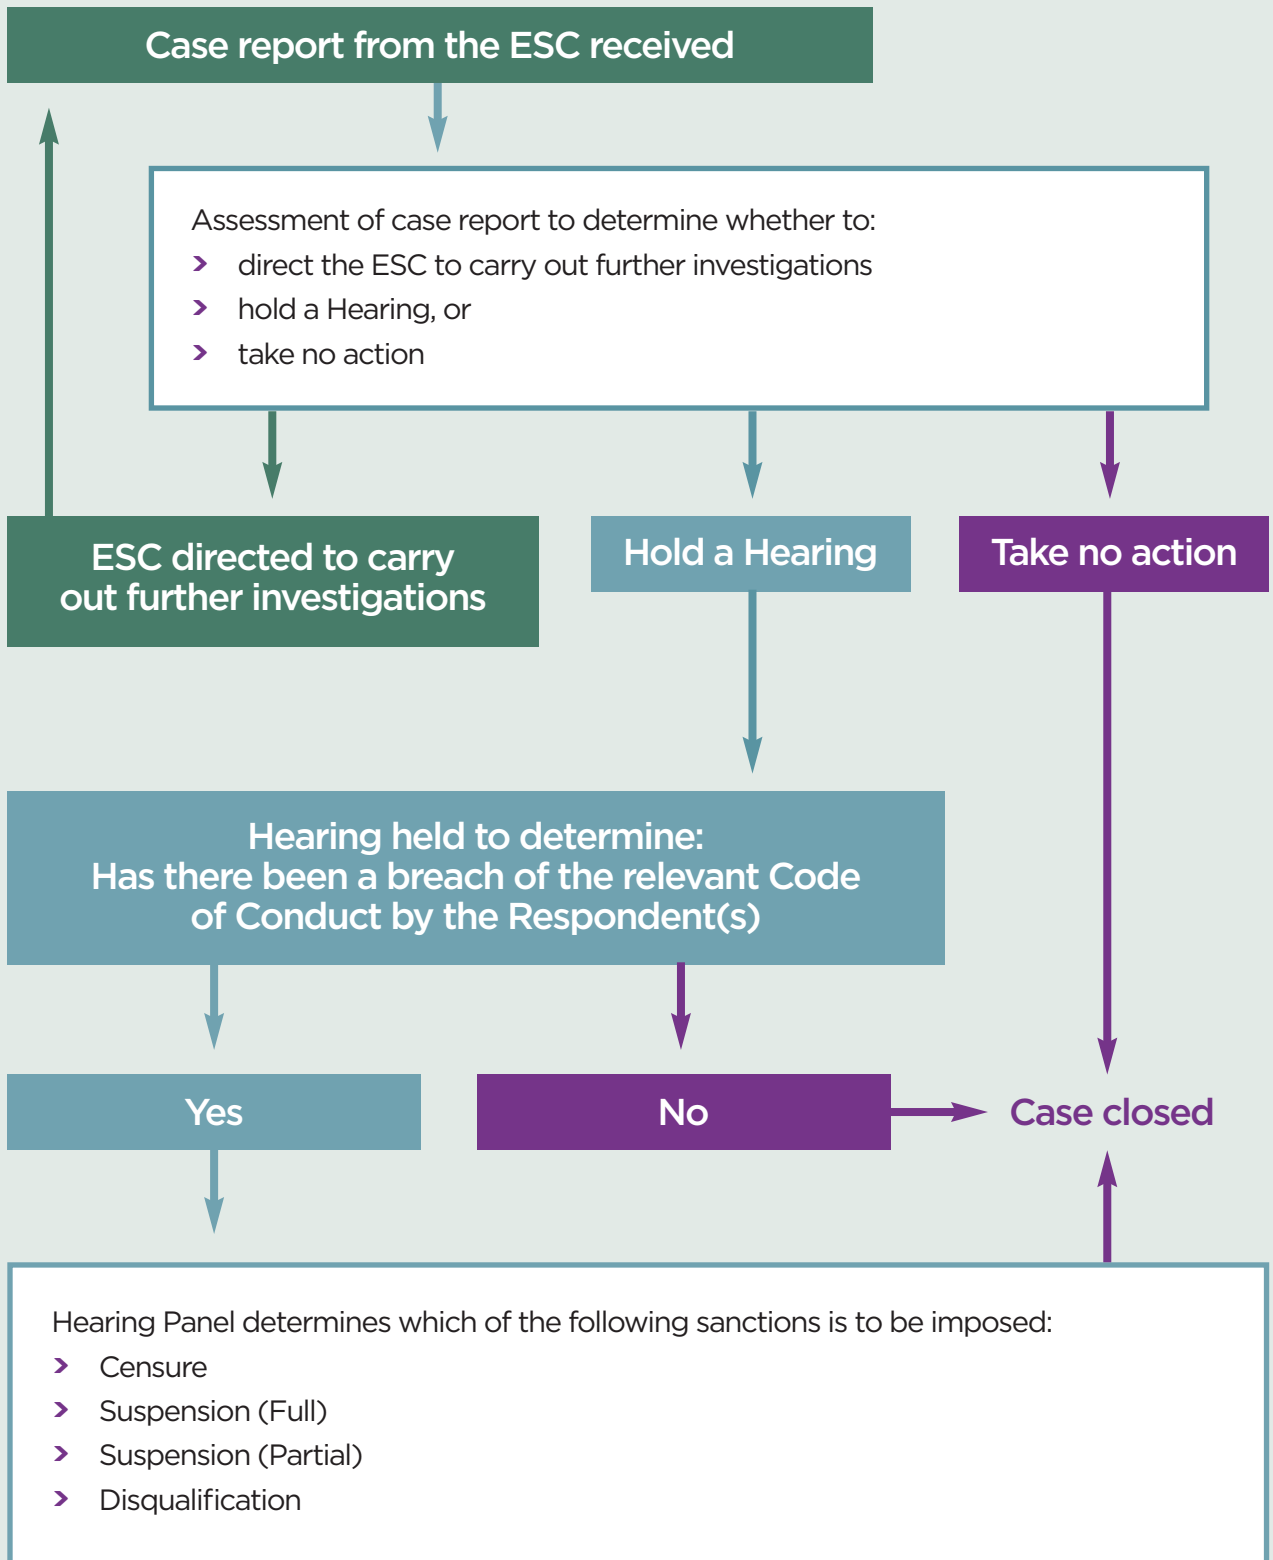 Case report from the ESC received
Assessment of case report to determine whether to:
> direct the ESC to carry out further investigations
> hold a Hearing, or
> take no action
ESC directed to carry
out further investigations
Hold a Hearing
Take no action
Hearing held to determine:
Has there been a breach of the relevant Code
of Conduct by the Respondent(s)
Yes
No
Case closed
Hearing Panel determines which of the following sanctions is to be imposed:
> Censure
> Suspension (Full)
> Suspension (Partial)
> Disqualification